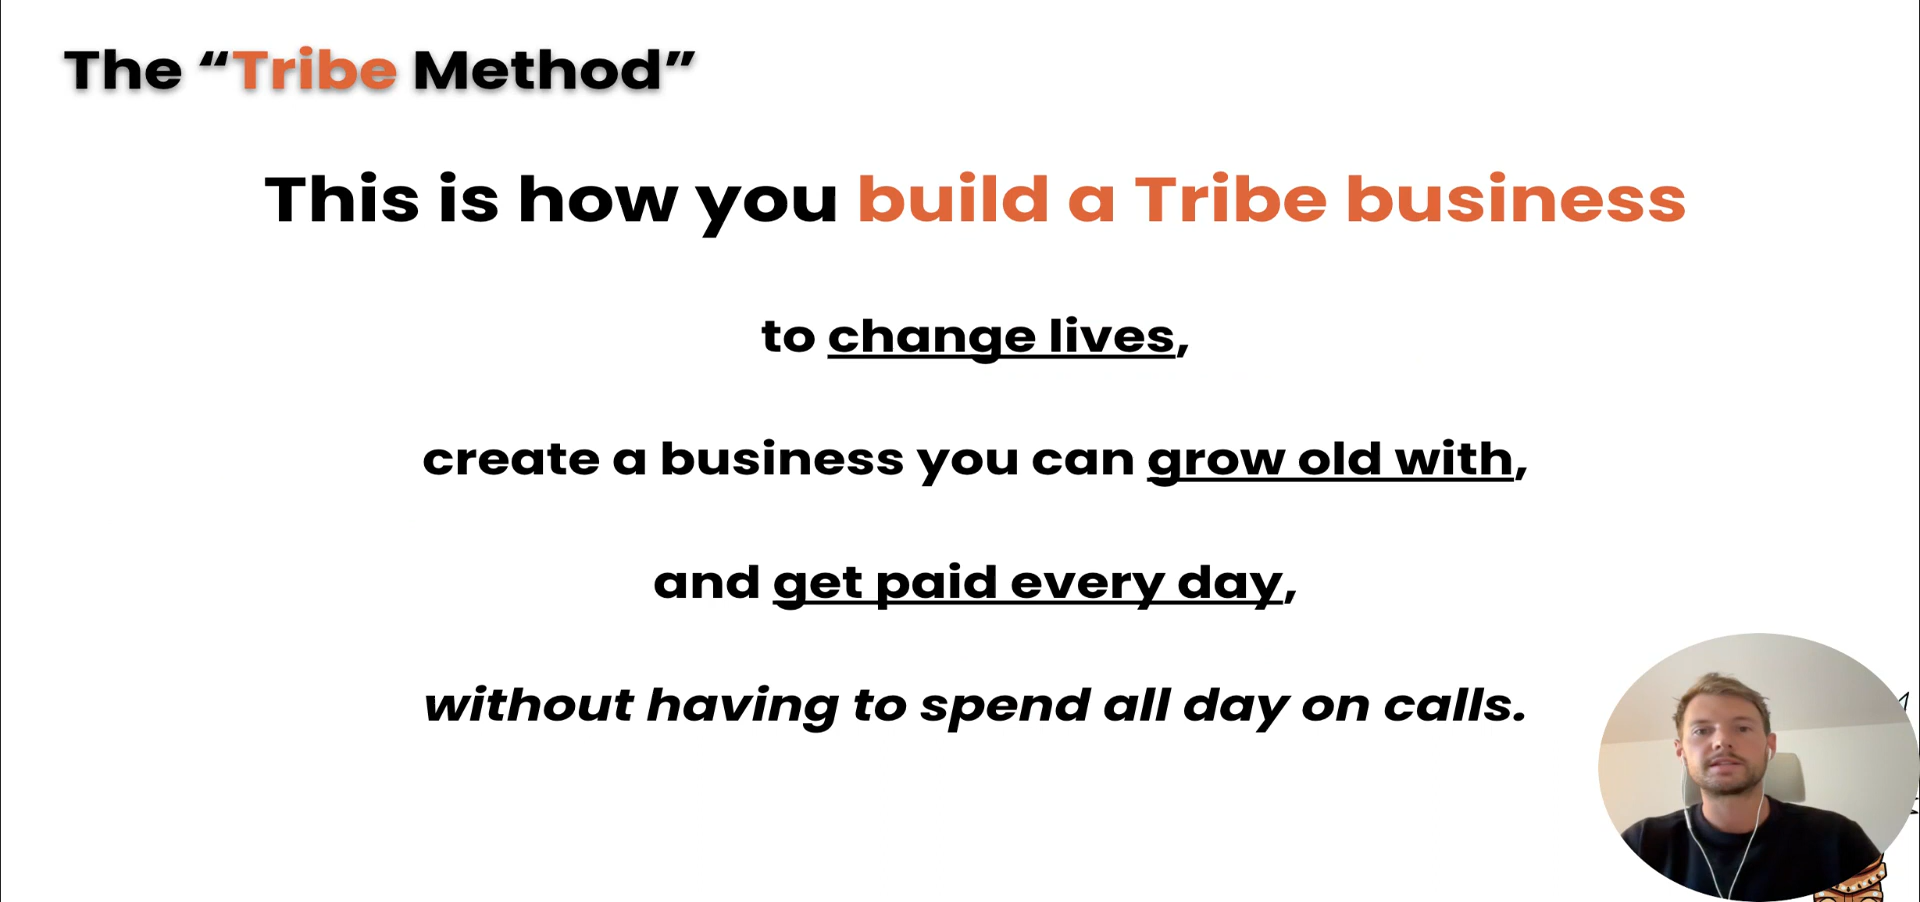 The “Tribe Method”
This is how you build a Tribe business
to change lives,
create a business you can grow old with,
and get paid every day,
without having to spend all day on calls.